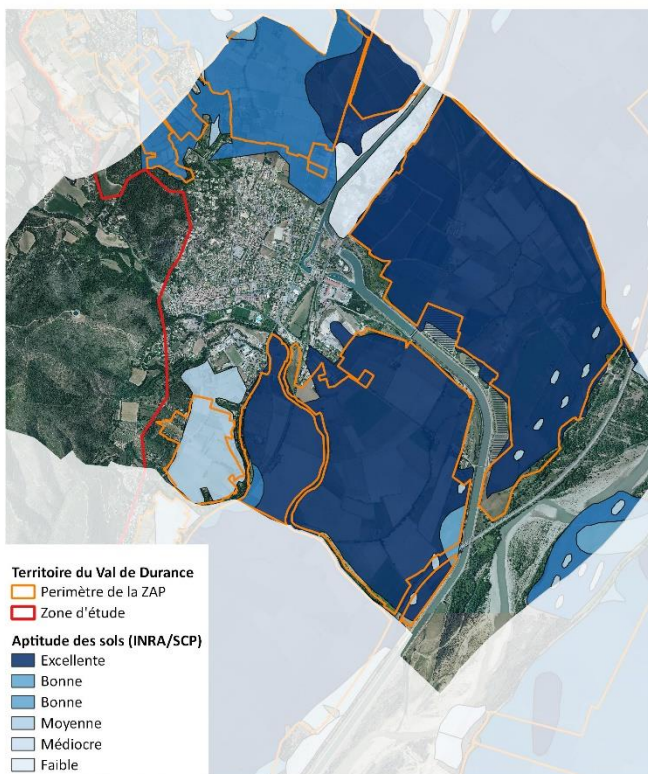 Territoire du Val de Durance
Perimètre de la ZAP
Zone d'étude
Aptitude des sols (INRA/SCP)
Excellente
Bonne
Bonne
Moyenne
Médiocre
Faible